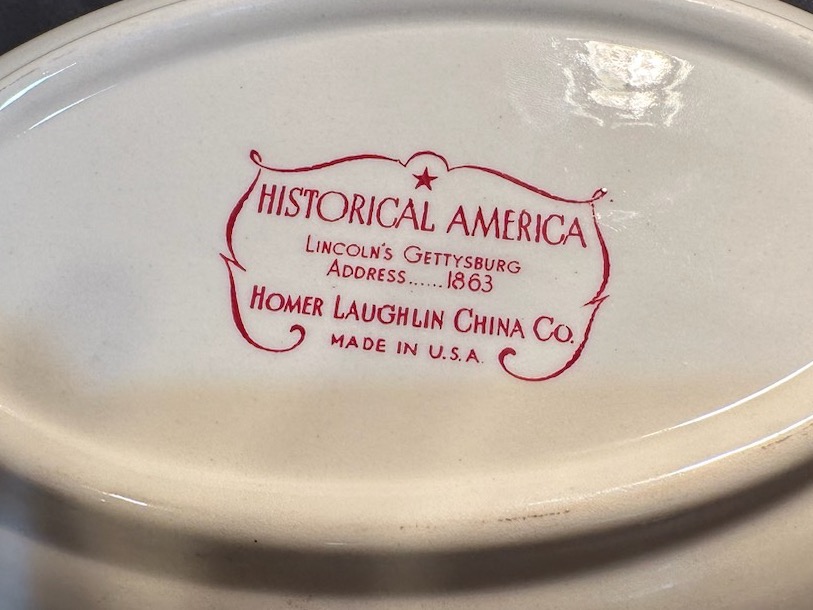 HISTORICAL AMERICA
LINCOLN'S GETTYSBURG
ADDRESS......1863
HOMER LAUGHLIN CHINA CO.
MADE IN U.S.A.